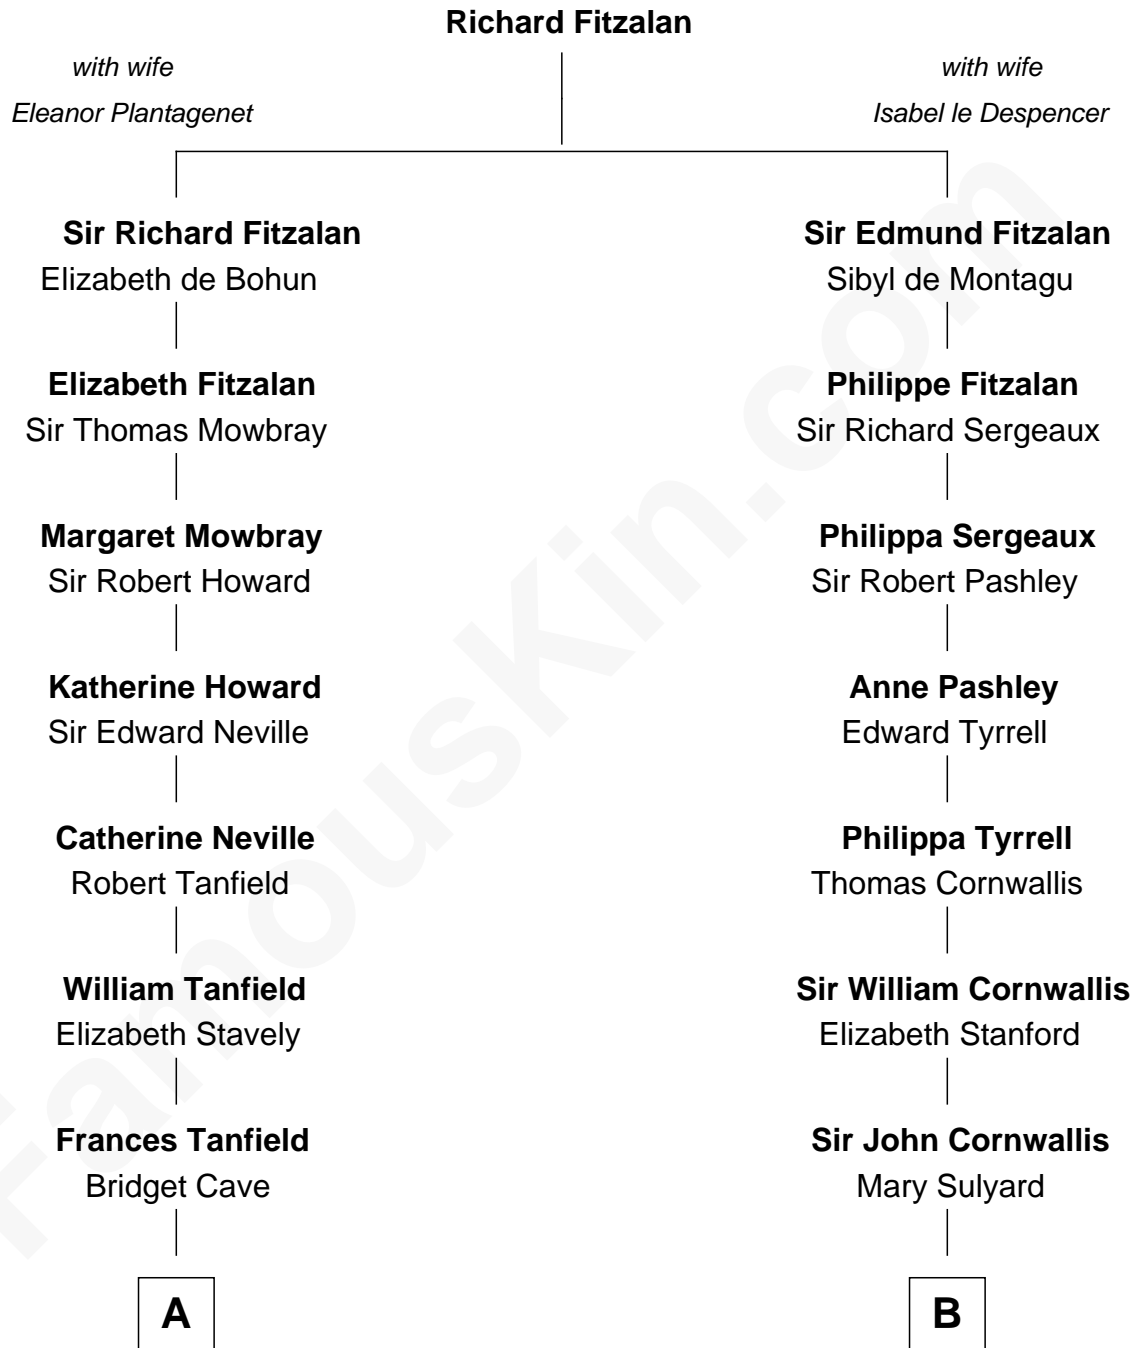 Richard Fitzalan
with wife
Eleanor Plantagenet
with wife
Isabel le Despencer
Sir Richard Fitzalan
Elizabeth de Bohun
Sir Edmund Fitzalan
Sibyl de Montagu
Elizabeth Fitzalan
Sir Thomas Mowbray
Philippe Fitzalan
Sir Richard Sergeaux
Margaret Mowbray
Sir Robert Howard
Philippa Sergeaux
Sir Robert Pashley
Katherine Howard
Sir Edward Neville
Anne Pashley
Edward Tyrrell
Catherine Neville
Robert Tanfield
Philippa Tyrrell
Thomas Cornwallis
William Tanfield
Elizabeth Stavely
Sir William Cornwallis
Elizabeth Stanford
Frances Tanfield
Bridget Cave
Sir John Cornwallis
Mary Sulyard
A
B
FamousKin.com